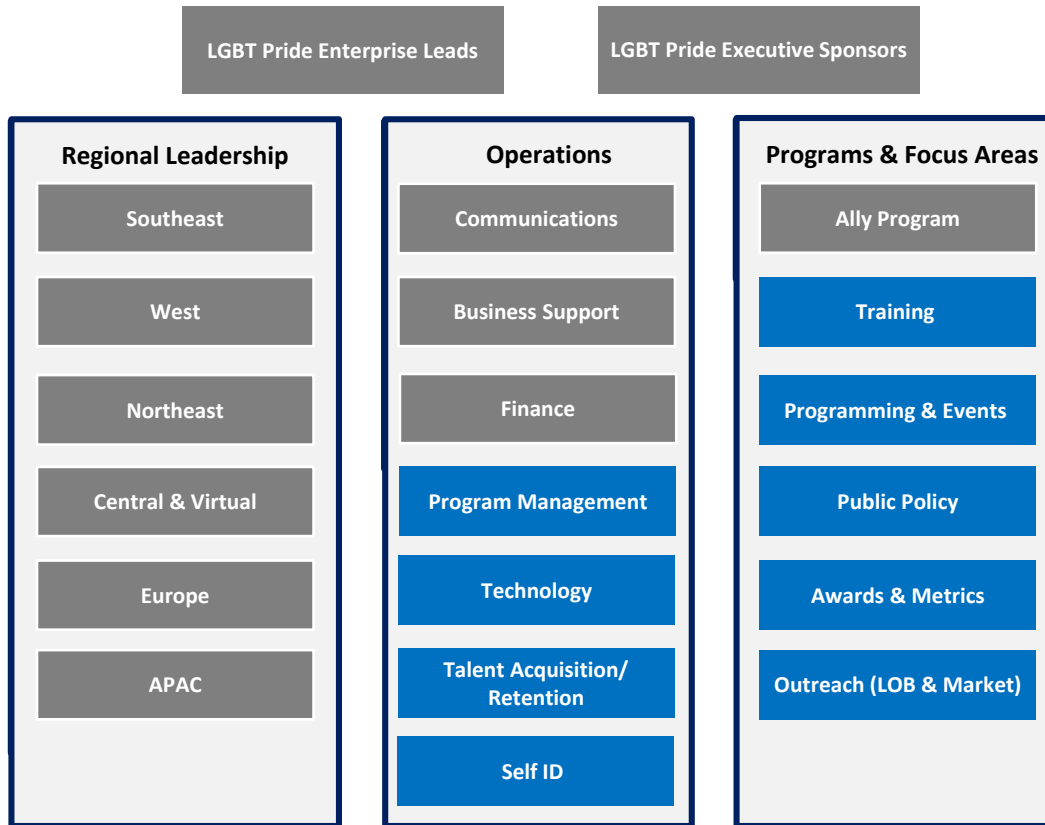 LGBT Pride Enterprise Leads
LGBT Pride Executive Sponsors
Regional Leadership
Southeast
West
Northeast
Central & Virtual
Europe
APAC
Operations
Communications
Business Support
Finance
Program Management
Technology
Talent Acquisition/
Retention
Self ID
Programs & Focus Areas
Ally Program
Training
Programming & Events
Public Policy
Awards & Metrics
Outreach (LOB & Market)